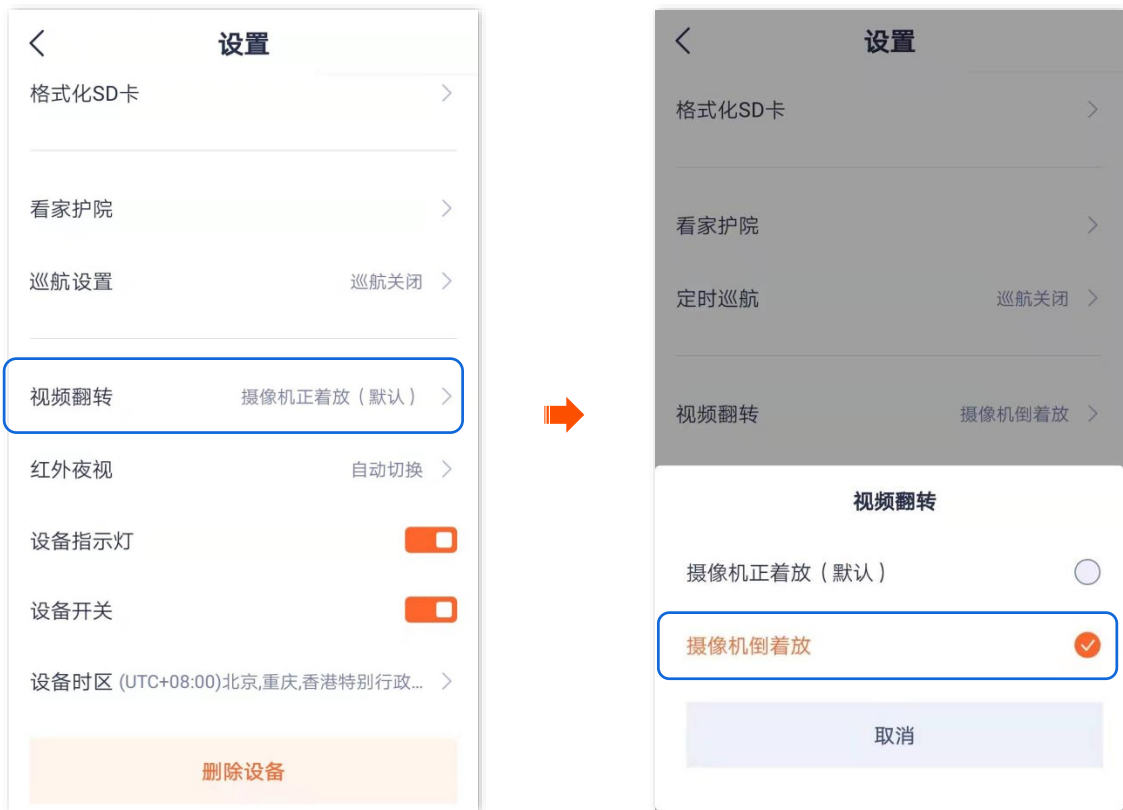 设置
格式化SD卡
看家护院
巡航设置 巡航关闭
视频翻转 摄像机正着放（默认）
红外夜视 自动切换
设备指示灯
设备开关
设备时区 (UTC+08:00)北京,重庆,香港特别行政...
删除设备
设置
格式化SD卡
看家护院
定时巡航 巡航关闭
视频翻转 摄像机倒着放
视频翻转
摄像机正着放（默认）
摄像机倒着放
取消